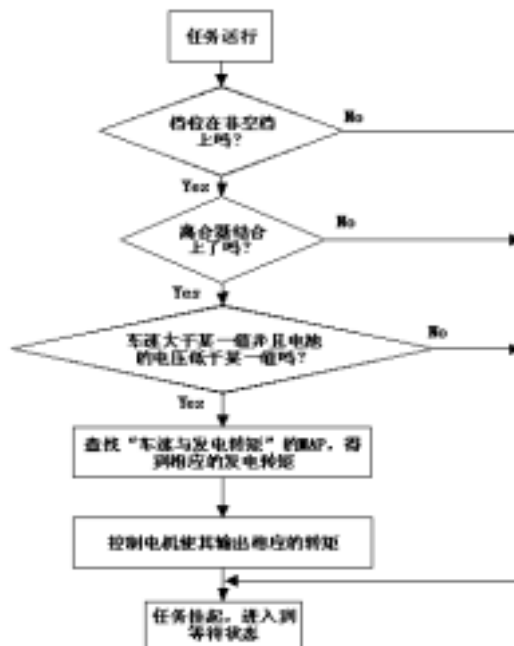 任务运行
档位在非空档
上吗?
No
Yes
离合器结合
上了吗?
No
Yes
车速大于某一值并且电池
的电压低于某一值吗?
No
Yes
查找“车速与发电转矩”的MAP，得
到相应的发电转矩
控制电机使其输出相应的转矩
任务挂起，进入到
等待状态